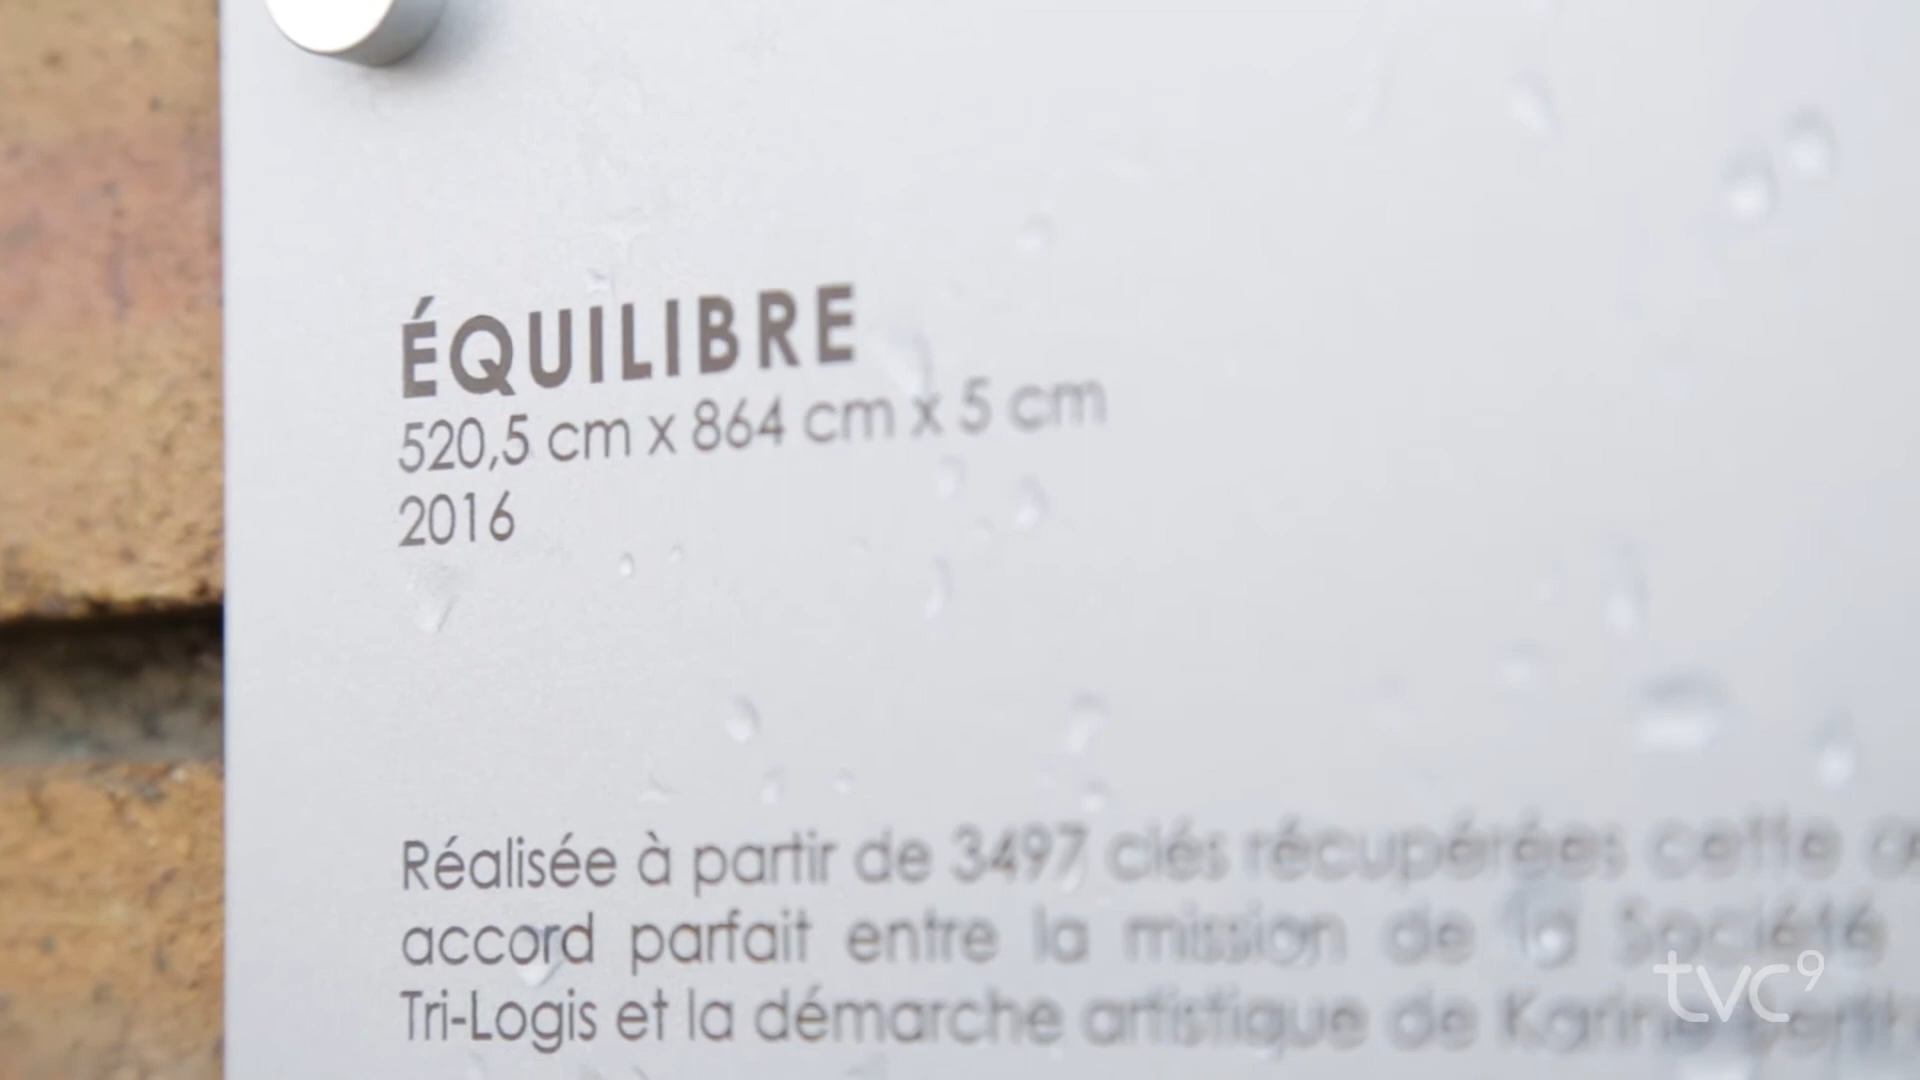 ÉQUILIBRE
520,5 cm x 864 cm x 5 cm
2016
Réalisée à partir de 3497 clés récupérées cette
accord parfait entre la mission de la Société
Tri-Logis et la démarche artistique de
tvc9